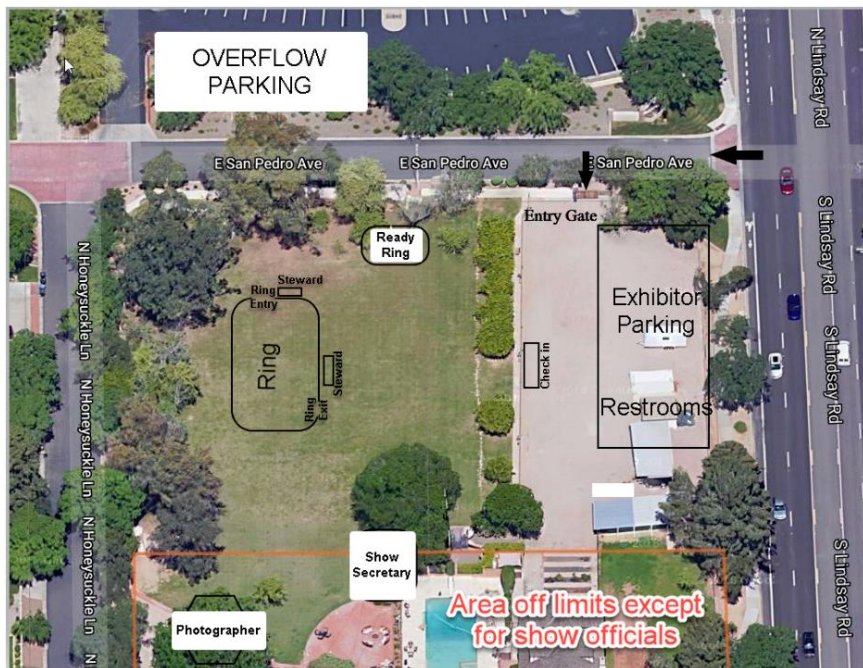 OVERFLOW
PARKING
N Lindsay Rd
E San Pedro Ave
E San Pedro Ave
E San Pedro Ave
Entry Gate
Ready
Ring
S Lindsay Rd
N Honeysuckle Ln
Steward
Ring
Entry
Exhibitor
Parking
Ring
Steward
Check in
S Lindsay Rd
Ring
Exit
N Honeysuckle Ln
Restrooms
N Honeysuckle Ln
S Lindsay Rd
Show
Secretary
Area off limits except
for show officials
Photographer
N